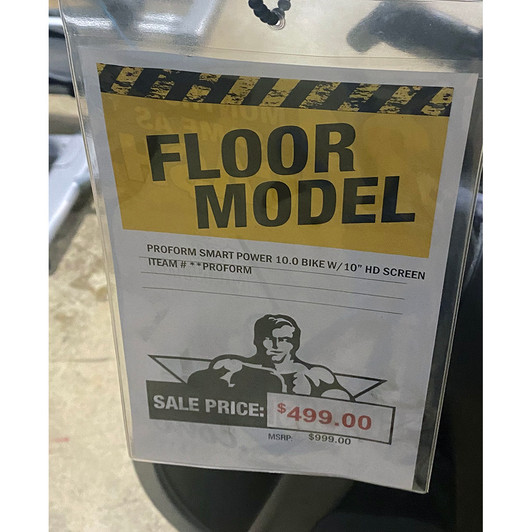 FLOOR
MODEL
PROFORM SMART POWER 10.0 BIKE W/ 10" HD SCREEN
ITEAM # **PROFORM
SALE PRICE: $499.00
MSRP: $999.00